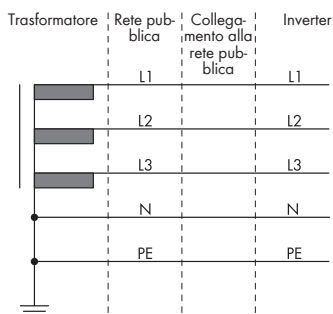 Trasformatore
Rete pub-
blica
Collega-
mento alla
rete pub-
blica
Inverter
L1
L1
L2
L2
L3
L3
N
N
PE
PE